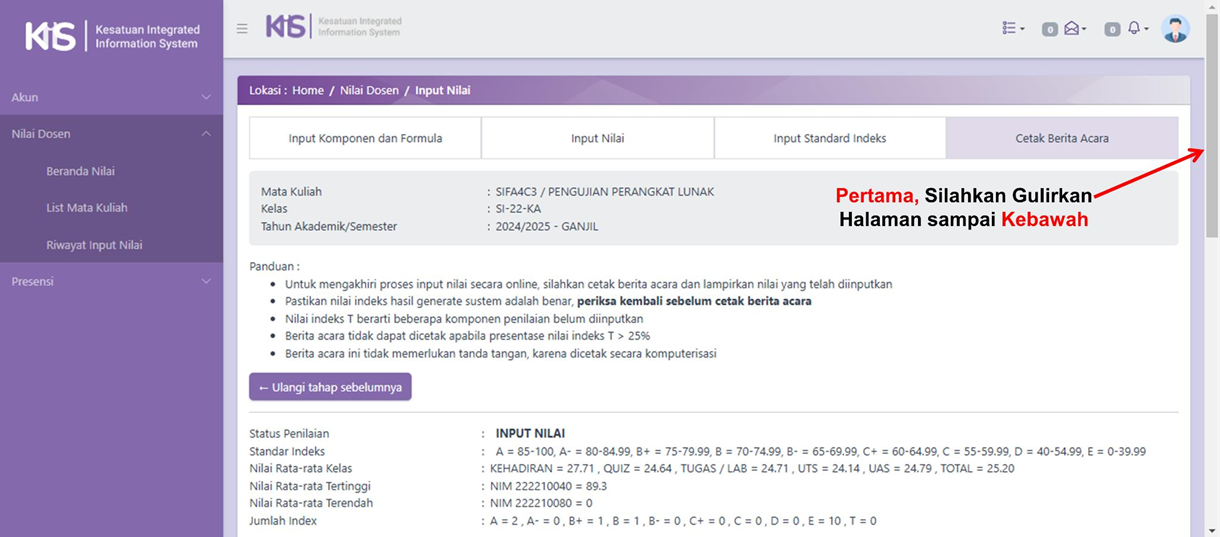 KIS Kesatuan Integrated Information System
KIS Kesatuan Integrated Information System
0
0
Akun
Nilai Dosen
Beranda Nilai
List Mata Kuliah
Riwayat Input Nilai
Presensi
Lokasi : Home / Nilai Dosen / Input Nilai
Input Komponen dan Formula
Input Nilai
Input Standard Indeks
Cetak Berita Acara
Mata Kuliah : SIFA4C3 / PENGUJIAN PERANGKAT LUNAK
Kelas : SI-22-KA
Tahun Akademik/Semester : 2024/2025 - GANJIL
Pertama, Silahkan Gulirkan
Halaman sampai Kebawah
Panduan :
• Untuk mengakhiri proses input nilai secara online, silahkan cetak berita acara dan lampirkan nilai yang telah diinputkan
• Pastikan nilai indeks hasil generate sustem adalah benar, periksa kembali sebelum cetak berita acara
• Nilai indeks T berarti beberapa komponen penilaian belum diinputkan
• Berita acara tidak dapat dicetak apabila presentase nilai indeks T > 25%
• Berita acara ini tidak memerlukan tanda tangan, karena dicetak secara komputerisasi
← Ulangi tahap sebelumnya
Status Penilaian : INPUT NILAI
Standar Indeks : A = 85-100, A- = 80-84.99, B+ = 75-79.99, B = 70-74.99, B- = 65-69.99, C+ = 60-64.99, C = 55-59.99, D = 40-54.99, E = 0-39.99
Nilai Rata-rata Kelas : KEHADIRAN = 27.71 , QUIZ = 24.64 , TUGAS / LAB = 24.71 , UTS = 24.14 , UAS = 24.79 , TOTAL = 25.20
Nilai Rata-rata Tertinggi : NIM 222210040 = 89.3
Nilai Rata-rata Terendah : NIM 222210080 = 0
Jumlah Index : A = 2 , A- = 0 , B+ = 1 , B = 1 , B- = 0 , C+ = 0 , C = 0 , D = 0 , E = 10 , T = 0